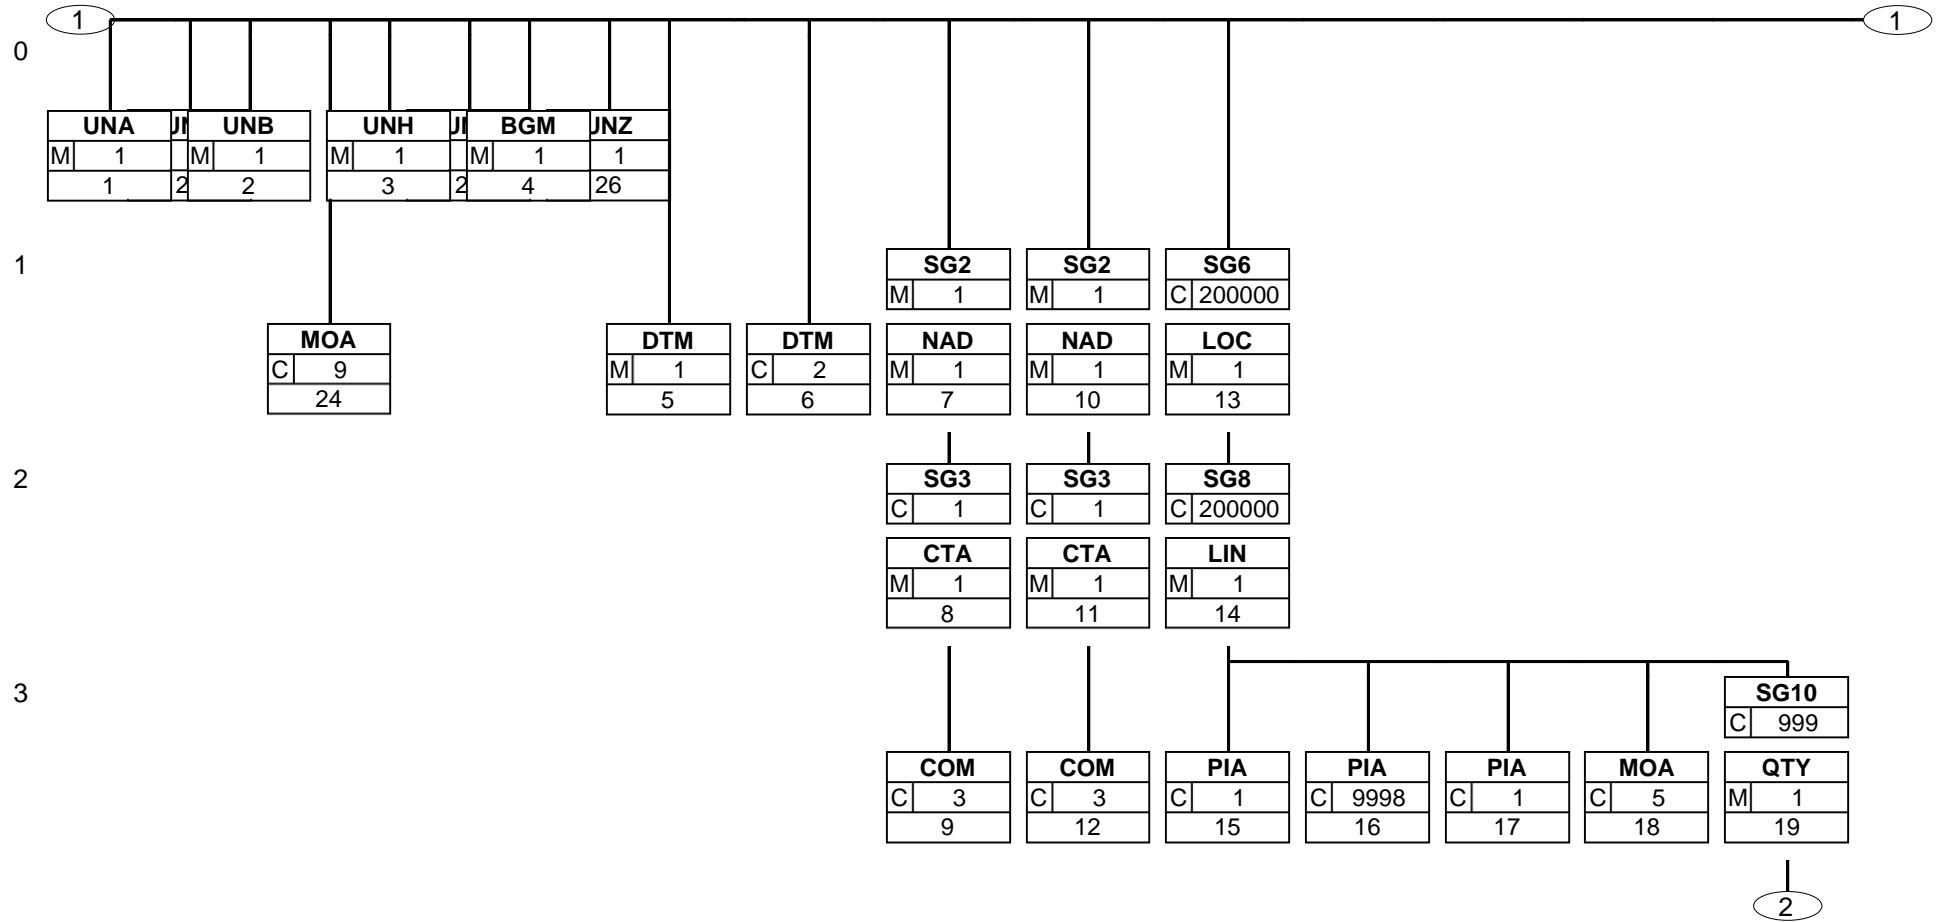 1 1
0
UNA UNB UNH BGM JNZ
M 1 M 1 M 1 M 1 1
1 2 2 3 2 4 26
1
SG2 SG2 SG6
M 1 M 1 C 200000
MOA DTM DTM NAD NAD LOC
C 9 M 1 C 2 M 1 M 1 M 1
24 5 6 7 10 13
2
SG3 SG3 SG8
C 1 C 1 C 200000
CTA CTA LIN
M 1 M 1 M 1
8 11 14
3
SG10
C 999
COM COM PIA PIA PIA MOA QTY
C 3 C 3 C 1 C 9998 C 1 C 5 M 1
9 12 15 16 17 18 19
2